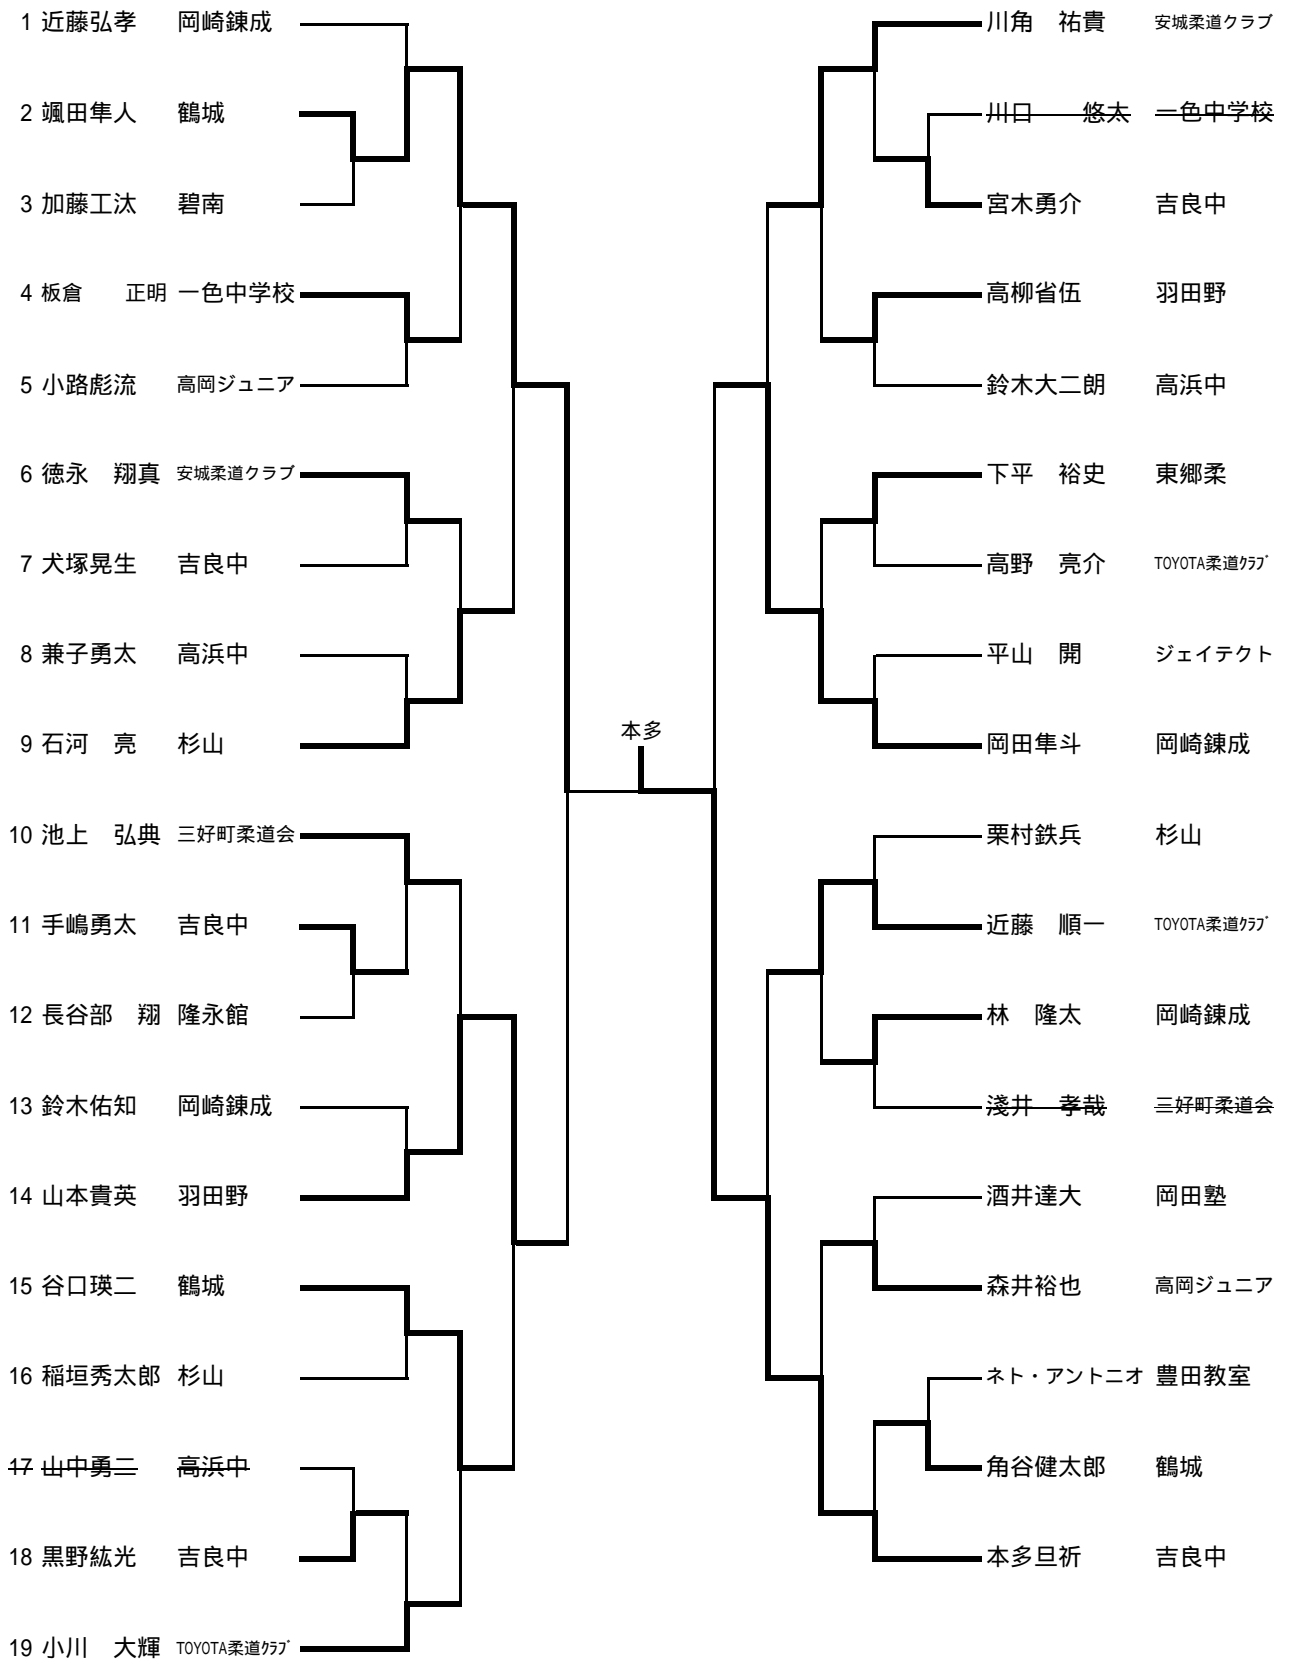 1 近藤弘孝 岡崎錬成
2 颯田隼人 鶴城
3 加藤工汰 碧南
4 板倉　正明 一色中学校
5 小路彪流 高岡ジュニア
6 徳永　翔真 安城柔道クラブ
7 犬塚晃生 吉良中
8 兼子勇太 高浜中
9 石河　亮 杉山
10 池上　弘典 三好町柔道会
11 手嶋勇太 吉良中
12 長谷部　翔 隆永館
13 鈴木佑知 岡崎錬成
14 山本貴英 羽田野
15 谷口瑛二 鶴城
16 稲垣秀太郎 杉山
17 山中勇二 高浜中
18 黒野紘光 吉良中
19 小川　大輝 TOYOTA柔道ｸﾗﾌﾞ
本多
川角　祐貴 安城柔道クラブ
川口　悠太 一色中学校
宮木勇介 吉良中
高柳省伍 羽田野
鈴木大二朗 高浜中
下平　裕史 東郷柔
高野　亮介 TOYOTA柔道ｸﾗﾌﾞ
平山　開 ジェイテクト
岡田隼斗 岡崎錬成
栗村鉄兵 杉山
近藤　順一 TOYOTA柔道ｸﾗﾌﾞ
林　隆太 岡崎錬成
淺井　孝哉 三好町柔道会
酒井達大 岡田塾
森井裕也 高岡ジュニア
ネト・アントニオ 豊田教室
角谷健太郎 鶴城
本多旦祈 吉良中